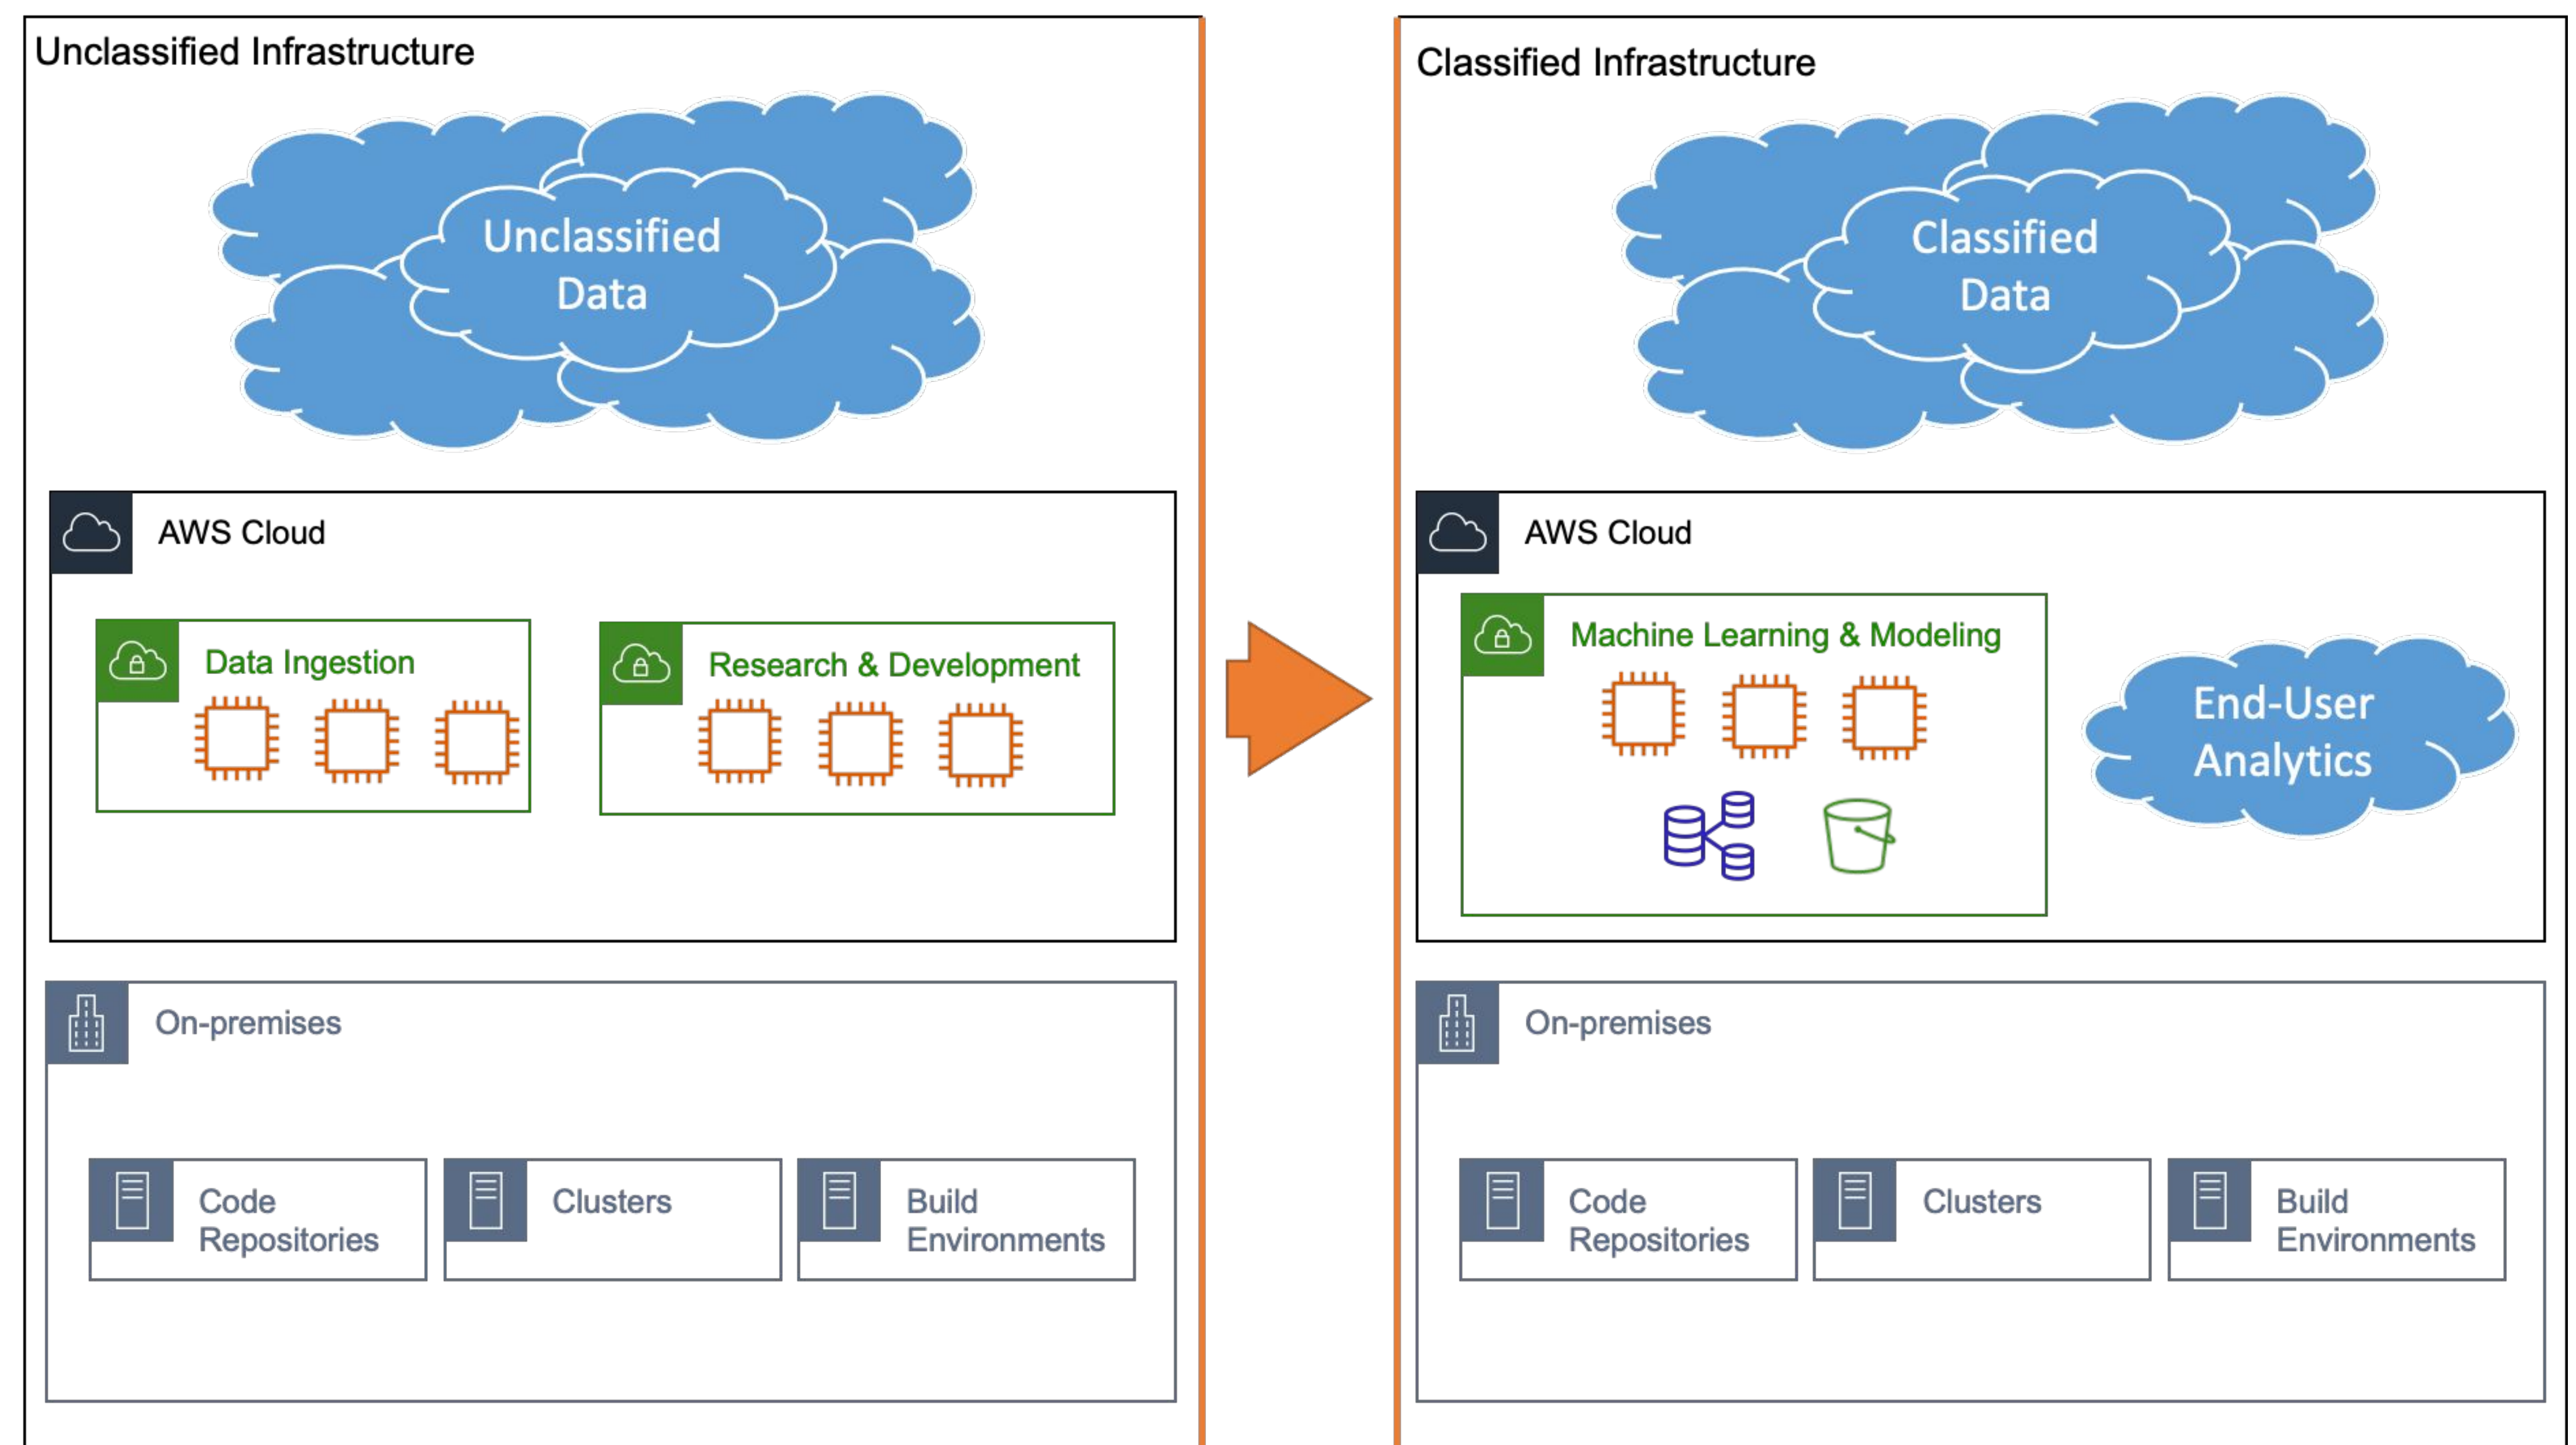 Unclassified Infrastructure
Unclassified
Data
AWS Cloud
Data Ingestion
Research & Development
On-premises
Code
Repositories
Clusters
Build
Environments
Classified Infrastructure
Classified
Data
AWS Cloud
Machine Learning & Modeling
End-User
Analytics
On-premises
Code
Repositories
Clusters
Build
Environments